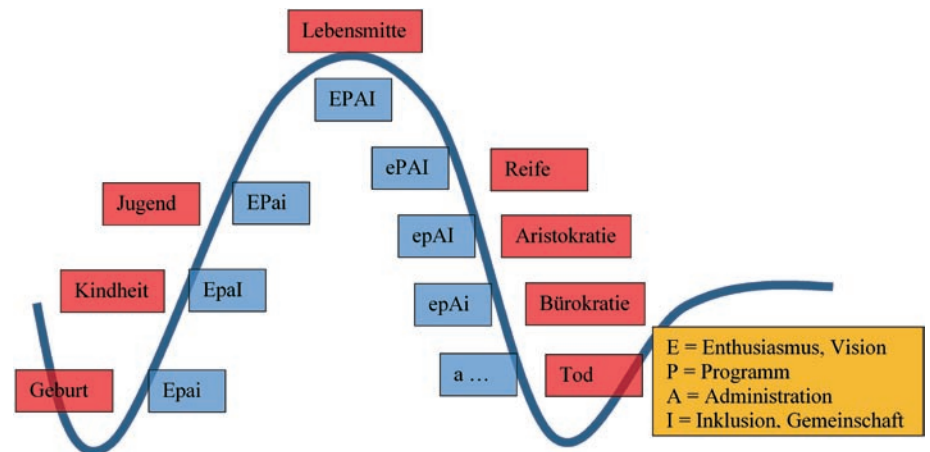 Lebensmitte
EPAI
ePAI
Reife
Jugend
EPai
epAI
Aristokratie
Kindheit
EpaI
epAi
Bürokratie
Geburt
Epai
a …
Tod
E = Enthusiasmus, Vision
P = Programm
A = Administration
I = Inklusion, Gemeinschaft